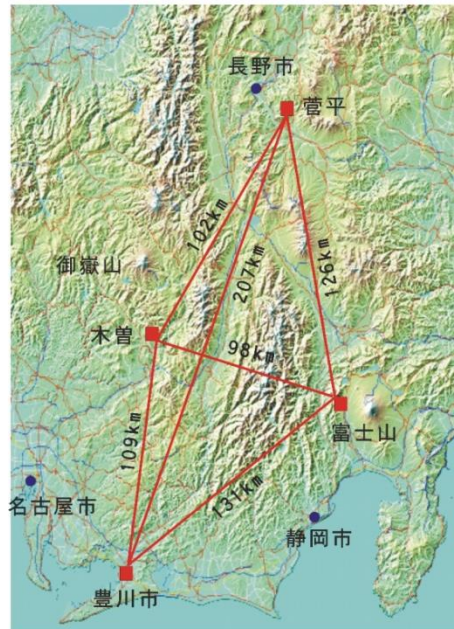 長野市
菅平
102km
207km
126km
御嶽山
木曽
98km
109km
富士山
131km
名古屋市
静岡市
豊川市